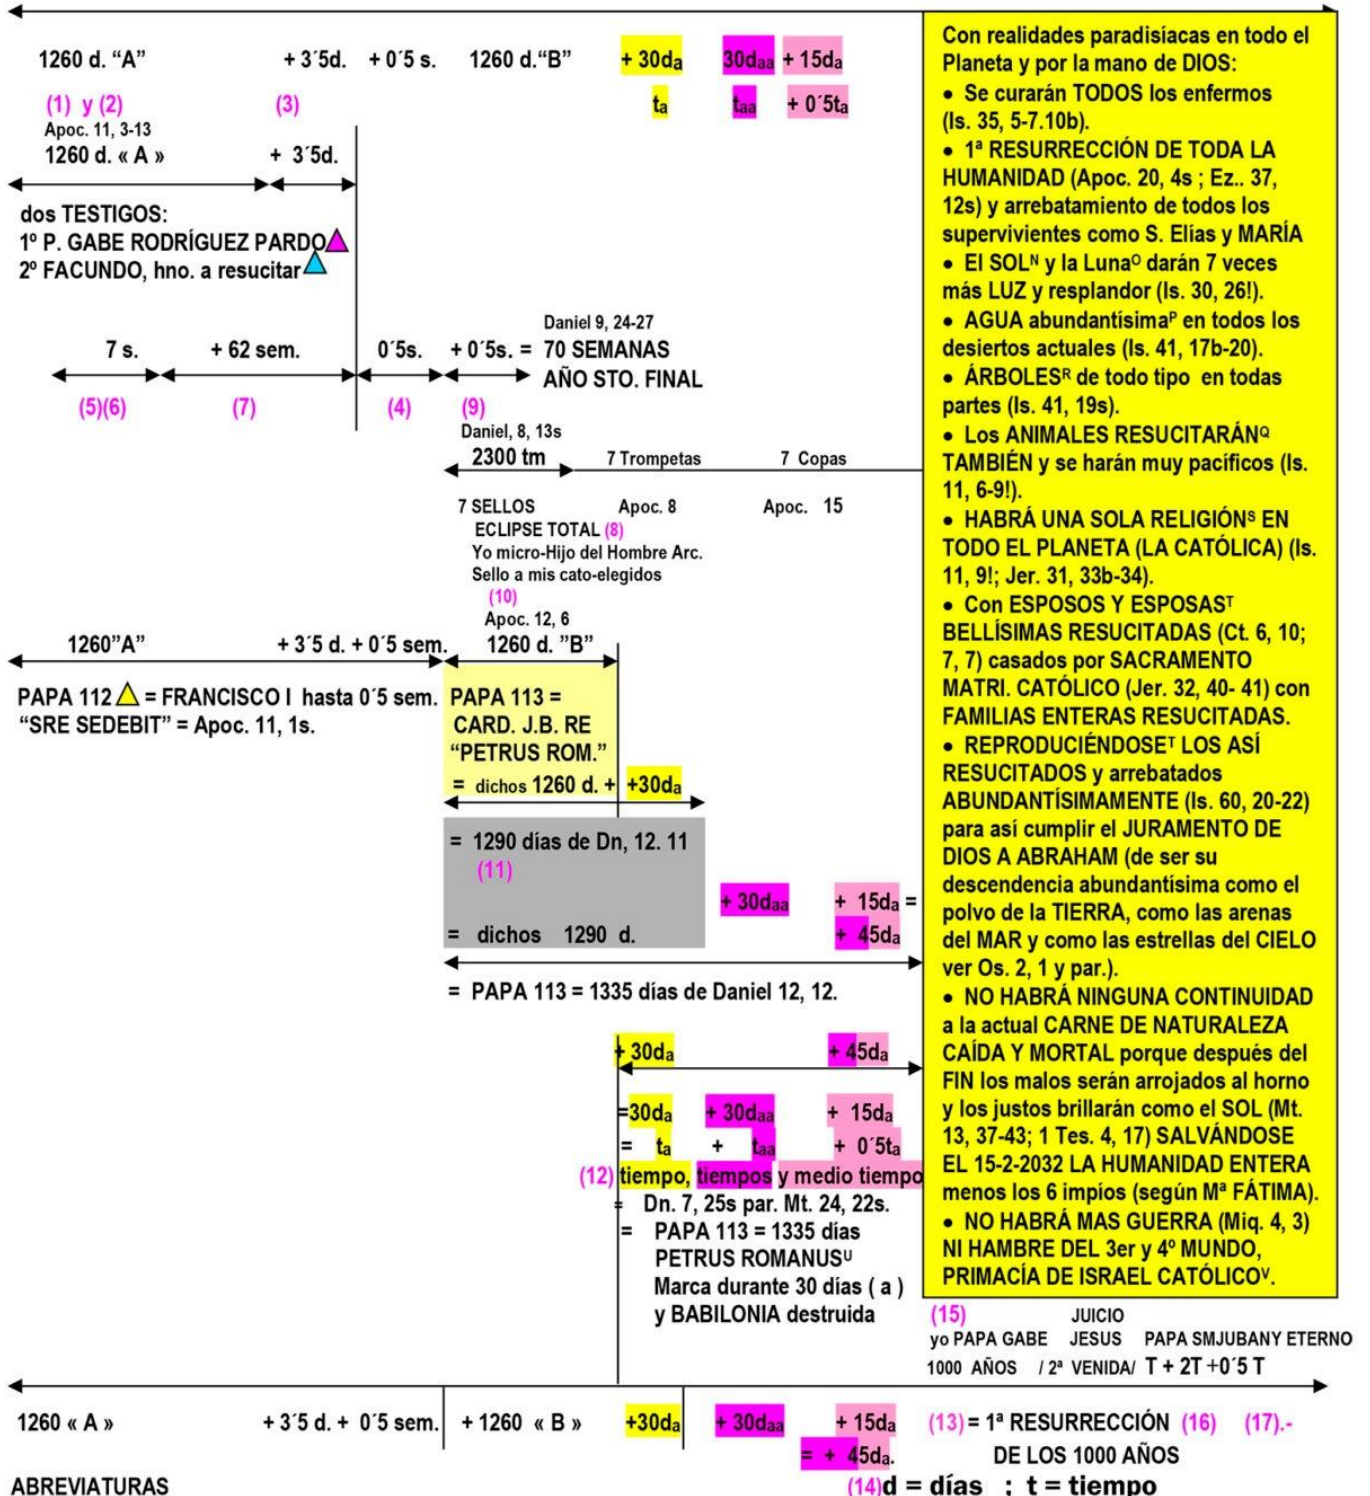 1260 d. “A” + 3´5d. + 0´5 s. 1260 d.“B” + 30da 30daa + 15da
(1) y (2) (3) ta taa + 0´5ta
Apoc. 11, 3-13
1260 d. « A » + 3´5d.
dos TESTIGOS:
1º P. GABE RODRÍGUEZ PARDO
2º FACUNDO, hno. a resucitar
Daniel 9, 24-27
7 s. + 62 sem. 0´5s. + 0´5s. = 70 SEMANAS
AÑO STO. FINAL
(5)(6) (7) (4) (9)
Daniel, 8, 13s
2300 tm 7 Trompetas 7 Copas
7 SELLOS Apoc. 8 Apoc. 15
ECLIPSE TOTAL (8)
Yo micro-Hijo del Hombre Arc.
Sello a mis cato-elegidos
(10)
Apoc. 12, 6
1260”A” + 3´5 d. + 0´5 sem. 1260 d. ”B”
PAPA 112 = FRANCISCO I hasta 0´5 sem.
“SRE SEDEBIT” = Apoc. 11, 1s.
PAPA 113 =
CARD. J.B. RE
“PETRUS ROM.”
= dichos 1260 d. + +30da
= 1290 días de Dn, 12. 11
(11)
+ 30daa + 15da =
= dichos 1290 d. + 45da
= PAPA 113 = 1335 días de Daniel 12, 12.
+ 30da + 45da
=30da + 30daa + 15da
= ta + taa + 0´5ta
(12) tiempo, tiempos y medio tiempo
= Dn. 7, 25s par. Mt. 24, 22s.
= PAPA 113 = 1335 días
PETRUS ROMANUSᵁ
Marca durante 30 días ( a )
y BABILONIA destruida
Con realidades paradisíacas en todo el
Planeta y por la mano de DIOS:
• Se curarán TODOS los enfermos
(Is. 35, 5-7.10b).
• 1ª RESURRECCIÓN DE TODA LA
HUMANIDAD (Apoc. 20, 4s ; Ez.. 37,
12s) y arrebatamiento de todos los
supervivientes como S. Elías y MARÍA
• El SOLᴺ y la Lunaᴼ darán 7 veces
más LUZ y resplandor (Is. 30, 26!).
• AGUA abundantísimaᴾ en todos los
desiertos actuales (Is. 41, 17b-20).
• ÁRBOLESᴿ de todo tipo en todas
partes (Is. 41, 19s).
• Los ANIMALES RESUCITARÁNQ
TAMBIÉN y se harán muy pacíficos (Is.
11, 6-9!).
• HABRÁ UNA SOLA RELIGIÓNˢ EN
TODO EL PLANETA (LA CATÓLICA) (Is.
11, 9!; Jer. 31, 33b-34).
• Con ESPOSOS Y ESPOSASᵀ
BELLÍSIMAS RESUCITADAS (Ct. 6, 10;
7, 7) casados por SACRAMENTO
MATRI. CATÓLICO (Jer. 32, 40- 41) con
FAMILIAS ENTERAS RESUCITADAS.
• REPRODUCIÉNDOSEᵀ LOS ASÍ
RESUCITADOS y arrebatados
ABUNDANTÍSIMAMENTE (Is. 60, 20-22)
para así cumplir el JURAMENTO DE
DIOS A ABRAHAM (de ser su
descendencia abundantísima como el
polvo de la TIERRA, como las arenas
del MAR y como las estrellas del CIELO
ver Os. 2, 1 y par.).
• NO HABRÁ NINGUNA CONTINUIDAD
a la actual CARNE DE NATURALEZA
CAÍDA Y MORTAL porque después del
FIN los malos serán arrojados al horno
y los justos brillarán como el SOL (Mt.
13, 37-43; 1 Tes. 4, 17) SALVÁNDOSE
EL 15-2-2032 LA HUMANIDAD ENTERA
menos los 6 impíos (según Mª FÁTIMA).
• NO HABRÁ MAS GUERRA (Miq. 4, 3)
NI HAMBRE DEL 3er y 4º MUNDO,
PRIMACÍA DE ISRAEL CATÓLICOⱽ.
(15) JUICIO
yo PAPA GABE JESUS PAPA SMJUBANY ETERNO
1000 AÑOS / 2ª VENIDA/ T + 2T +0´5 T
1260 « A » + 3´5 d. + 0´5 sem. + 1260 « B » +30da + 30daa + 15da (13) = 1ª RESURRECCIÓN (16) (17).-
= + 45da. DE LOS 1000 AÑOS
ABREVIATURAS (14)d = días ; t = tiempo